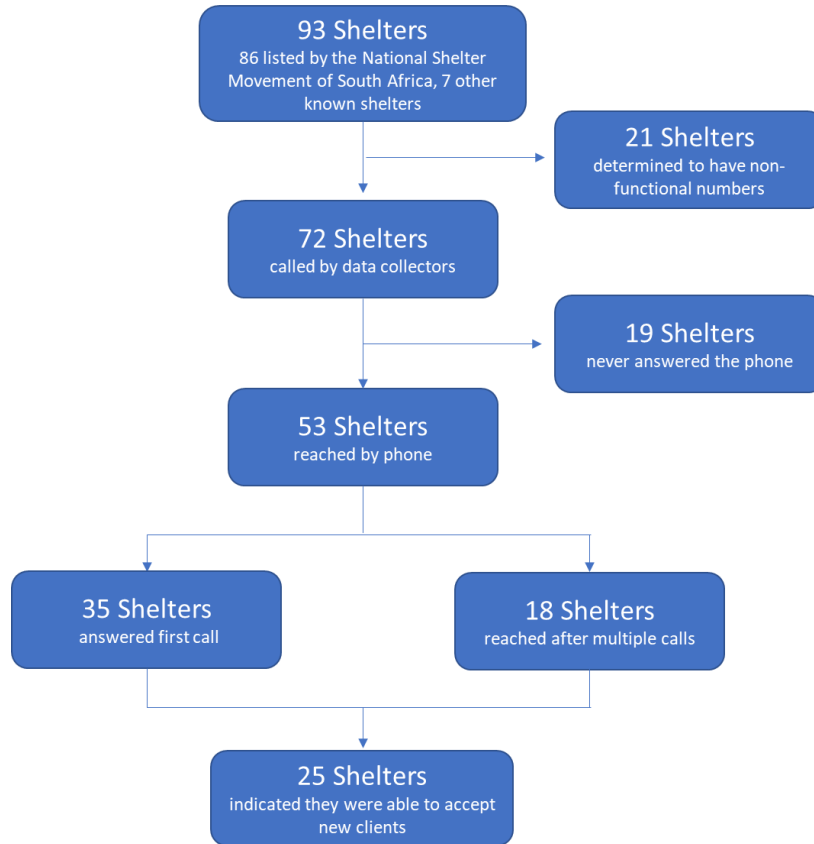 93 Shelters
86 listed by the National Shelter
Movement of South Africa, 7 other
known shelters
21 Shelters
determined to have non-
functional numbers
72 Shelters
called by data collectors
19 Shelters
never answered the phone
53 Shelters
reached by phone
35 Shelters
answered first call
18 Shelters
reached after multiple calls
25 Shelters
indicated they were able to accept
new clients